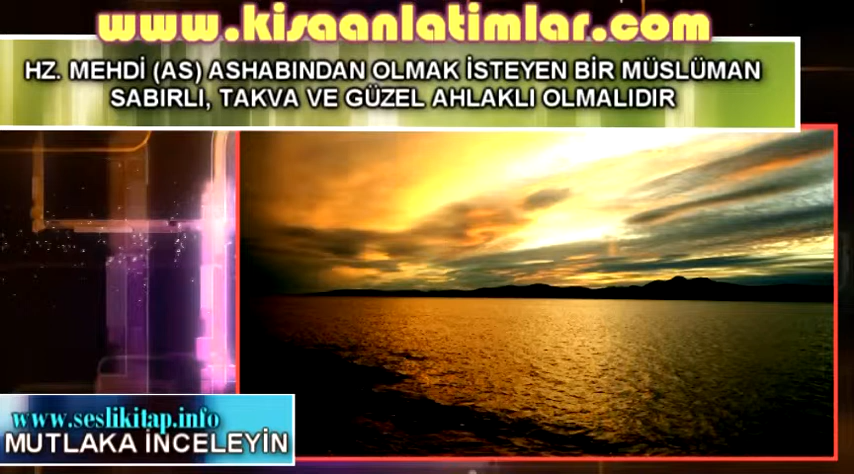 www.kisaanlatimlar.com
HZ. MEHDİ (AS) ASHABINDAN OLMAK İSTEYEN BİR MÜSLÜMAN
SABIRLI, TAKVA VE GÜZEL AHLAKLI OLMALIDIR
www.seslikitap.info
MUTLAKA İNCELEYİN